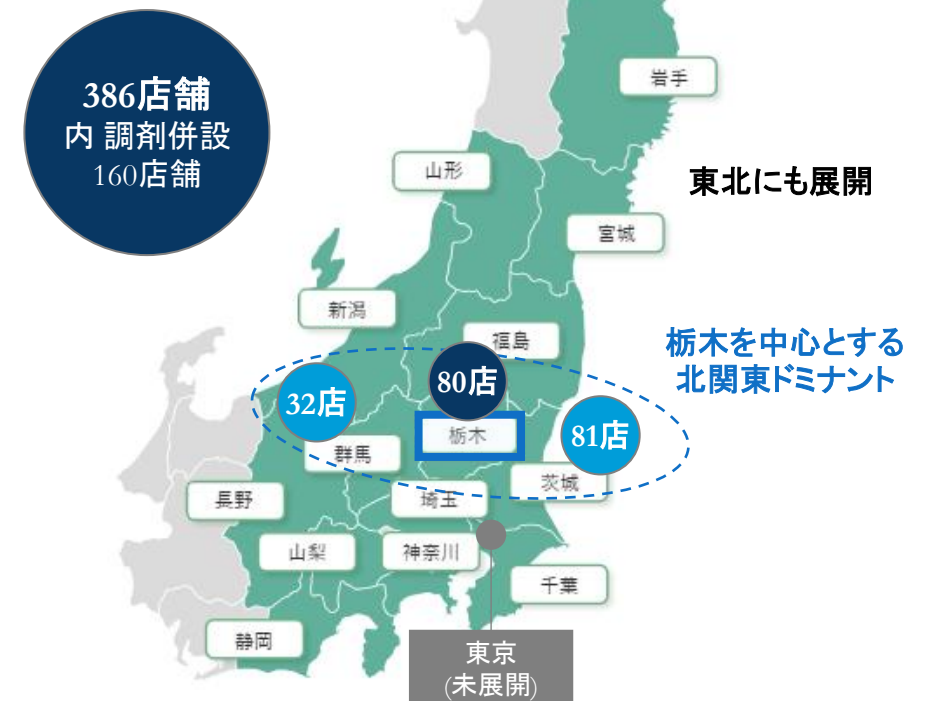 386店舗
内 調剤併設
160店舗
岩手
山形
東北にも展開
宮城
新潟
福島
栃木を中心とする
北関東ドミナント
80店
32店
81店
栃木
群馬
茨城
長野
埼玉
山梨
神奈川
千葉
静岡
東京
(未展開)